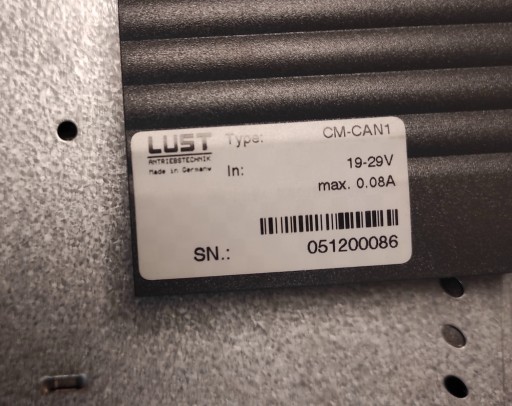 LUST Type: CM-CAN1
ANTRIEBSTECHNIK
Made in Germany
In: 19-29V
max. 0.08A
SN.: 051200086